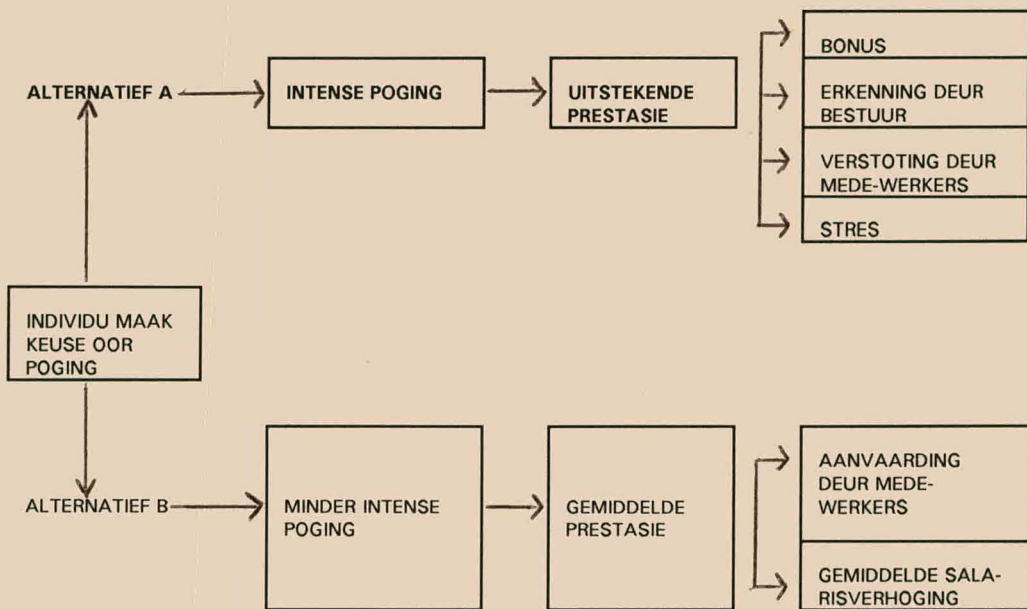 ALTERNATIEF A
INTENSE POGING
UITSTEKENDE
PRESTASIE
BONUS
ERKENNING DEUR
BESTUUR
VERSTOTING DEUR
MEDE-WERKERS
STRES
INDIVIDU MAAK
KEUSE OOR
POGING
ALTERNATIEF B
MINDER INTENSE
POGING
GEMIDDELDE
PRESTASIE
AANVAARDING
DEUR MEDE-
WERKERS
GEMIDDELDE SALA-
RISVERHOGING